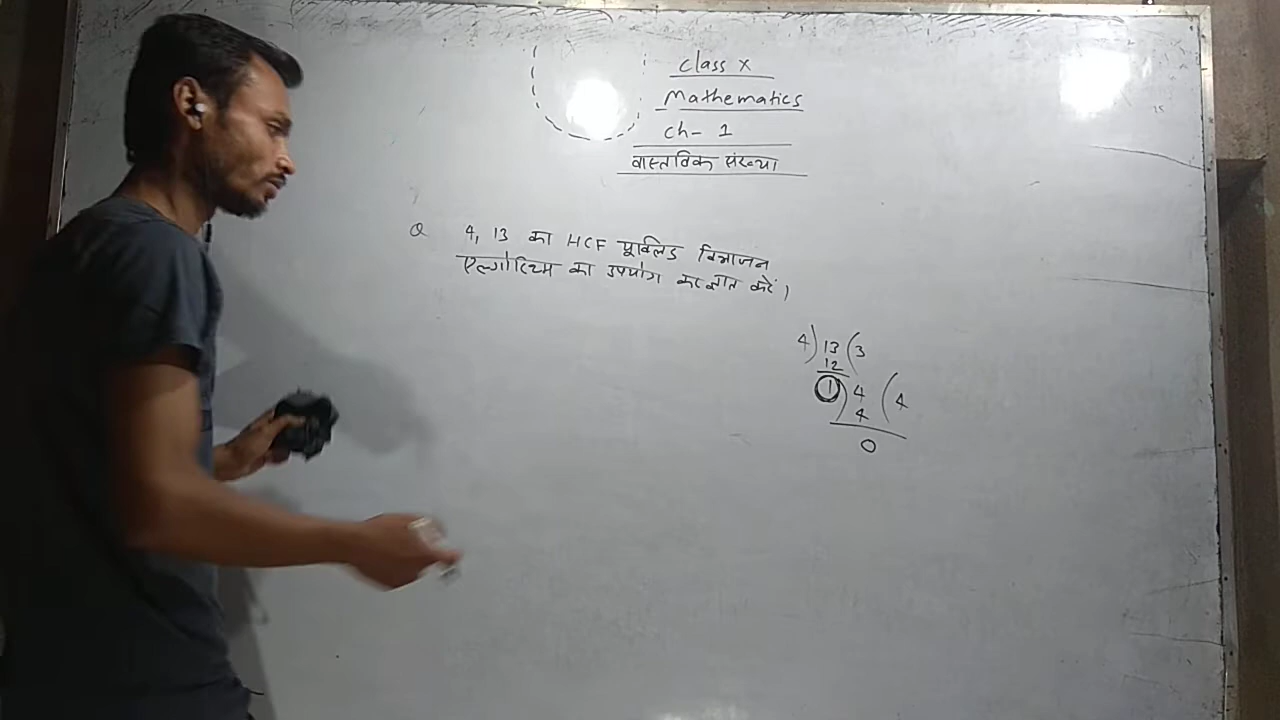 Class X
Mathematics
Ch- 1
वास्तविक संख्या
Q 4, 13 का HCF यूक्लिड विभाजन
एल्गोरिथ्म का उपयोग कर ज्ञात करें।
4) 13 (3
12
1) 4 (4
4
0